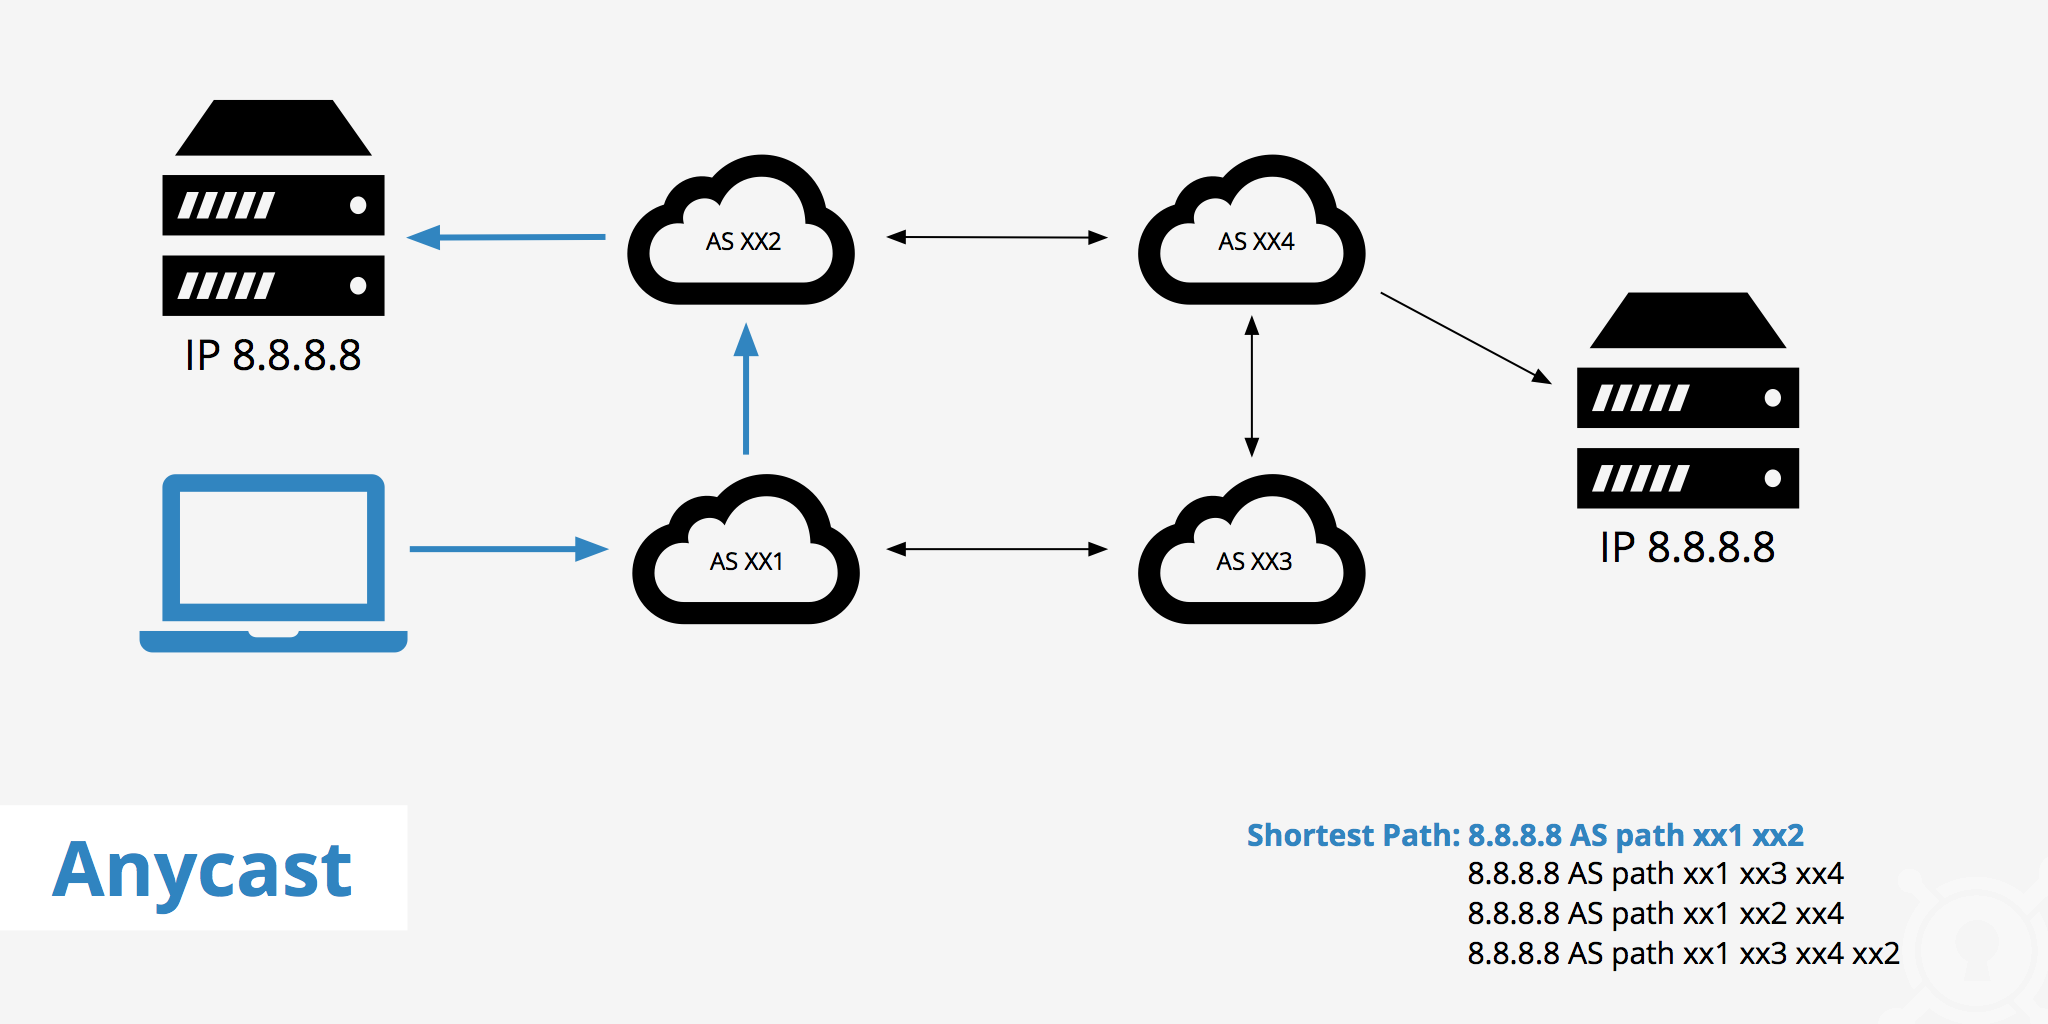 AS XX2
AS XX4
IP 8.8.8.8
AS XX1
AS XX3
IP 8.8.8.8
Anycast
Shortest Path: 8.8.8.8 AS path xx1 xx2
8.8.8.8 AS path xx1 xx3 xx4
8.8.8.8 AS path xx1 xx2 xx4
8.8.8.8 AS path xx1 xx3 xx4 xx2